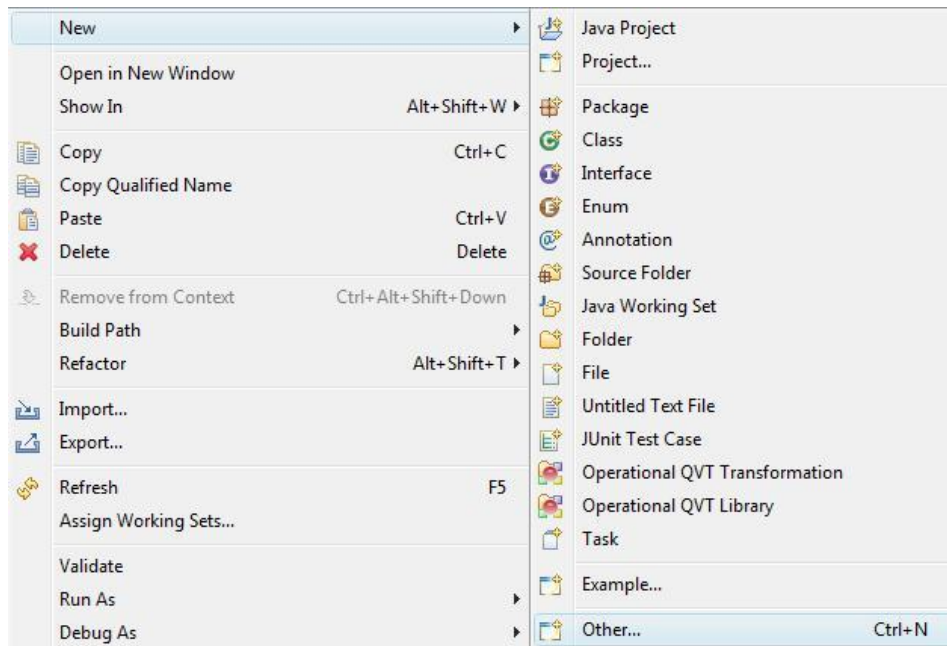 New
Open in New Window
Show In Alt+Shift+W
Copy Ctrl+C
Copy Qualified Name
Paste Ctrl+V
Delete Delete
Remove from Context Ctrl+Alt+Shift+Down
Build Path
Refactor Alt+Shift+T
Import...
Export...
Refresh F5
Assign Working Sets...
Validate
Run As
Debug As
Java Project
Project...
Package
Class
Interface
Enum
Annotation
Source Folder
Java Working Set
Folder
File
Untitled Text File
JUnit Test Case
Operational QVT Transformation
Operational QVT Library
Task
Example...
Other... Ctrl+N